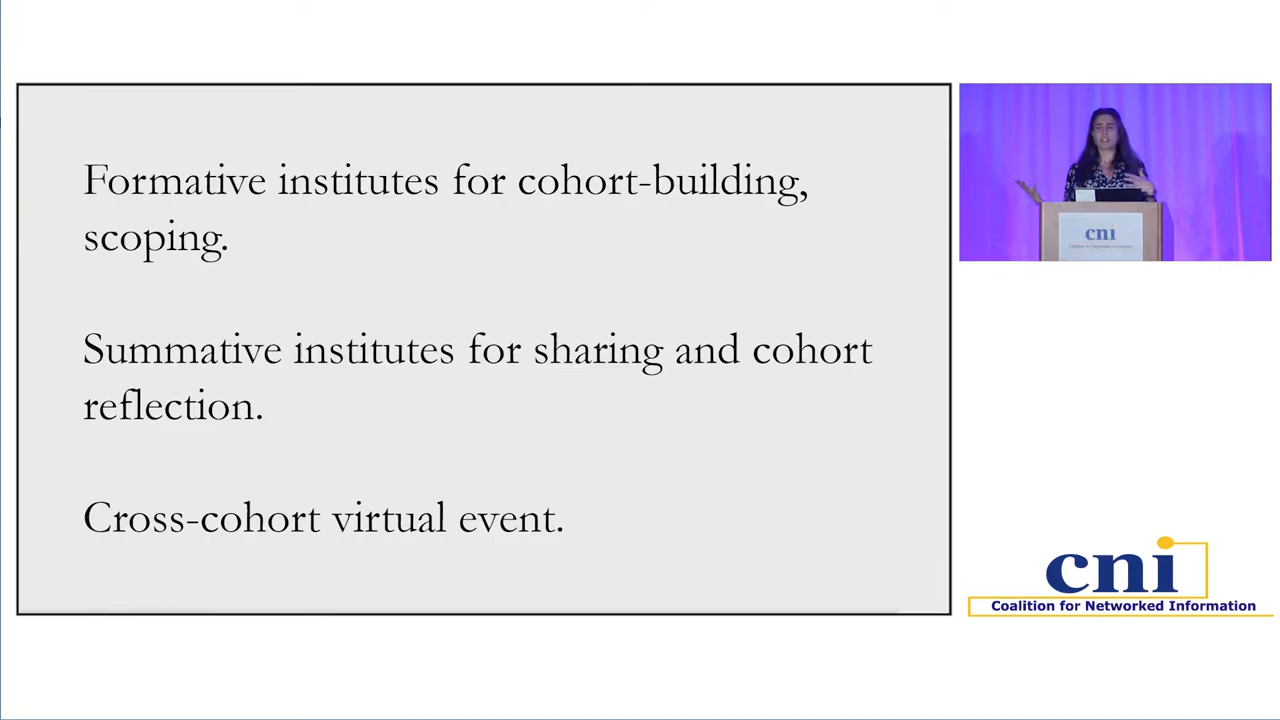 Formative institutes for cohort-building,
scoping.
Summative institutes for sharing and cohort
reflection.
Cross-cohort virtual event.
cni
cni
Coalition for Networked Information